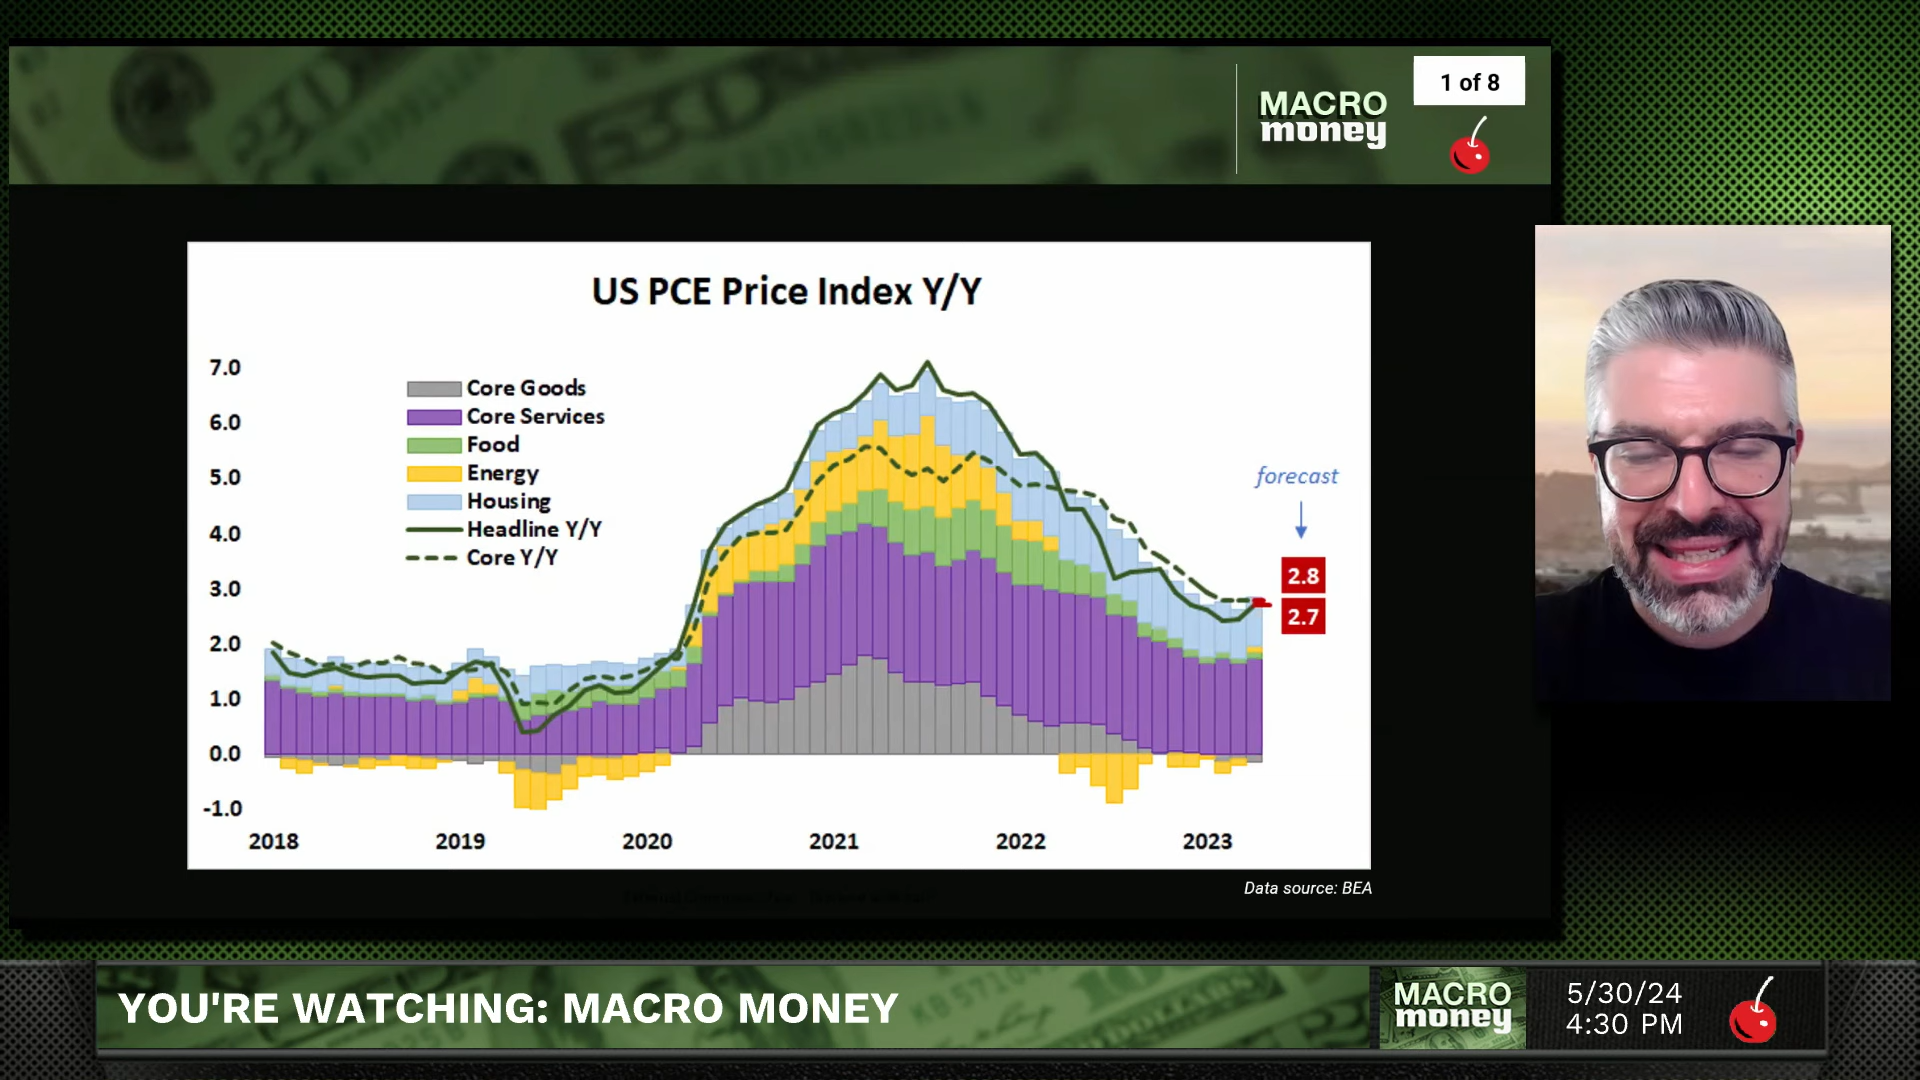 MACRO
money
1 of 8
US PCE Price Index Y/Y
7.0
6.0
5.0
4.0
3.0
2.0
1.0
0.0
-1.0
Core Goods
Core Services
Food
Energy
Housing
Headline Y/Y
Core Y/Y
forecast
2.8
2.7
2018
2019
2020
2021
2022
2023
Data source: BEA
YOU'RE WATCHING: MACRO MONEY
MACRO
money
5/30/24
4:30 PM